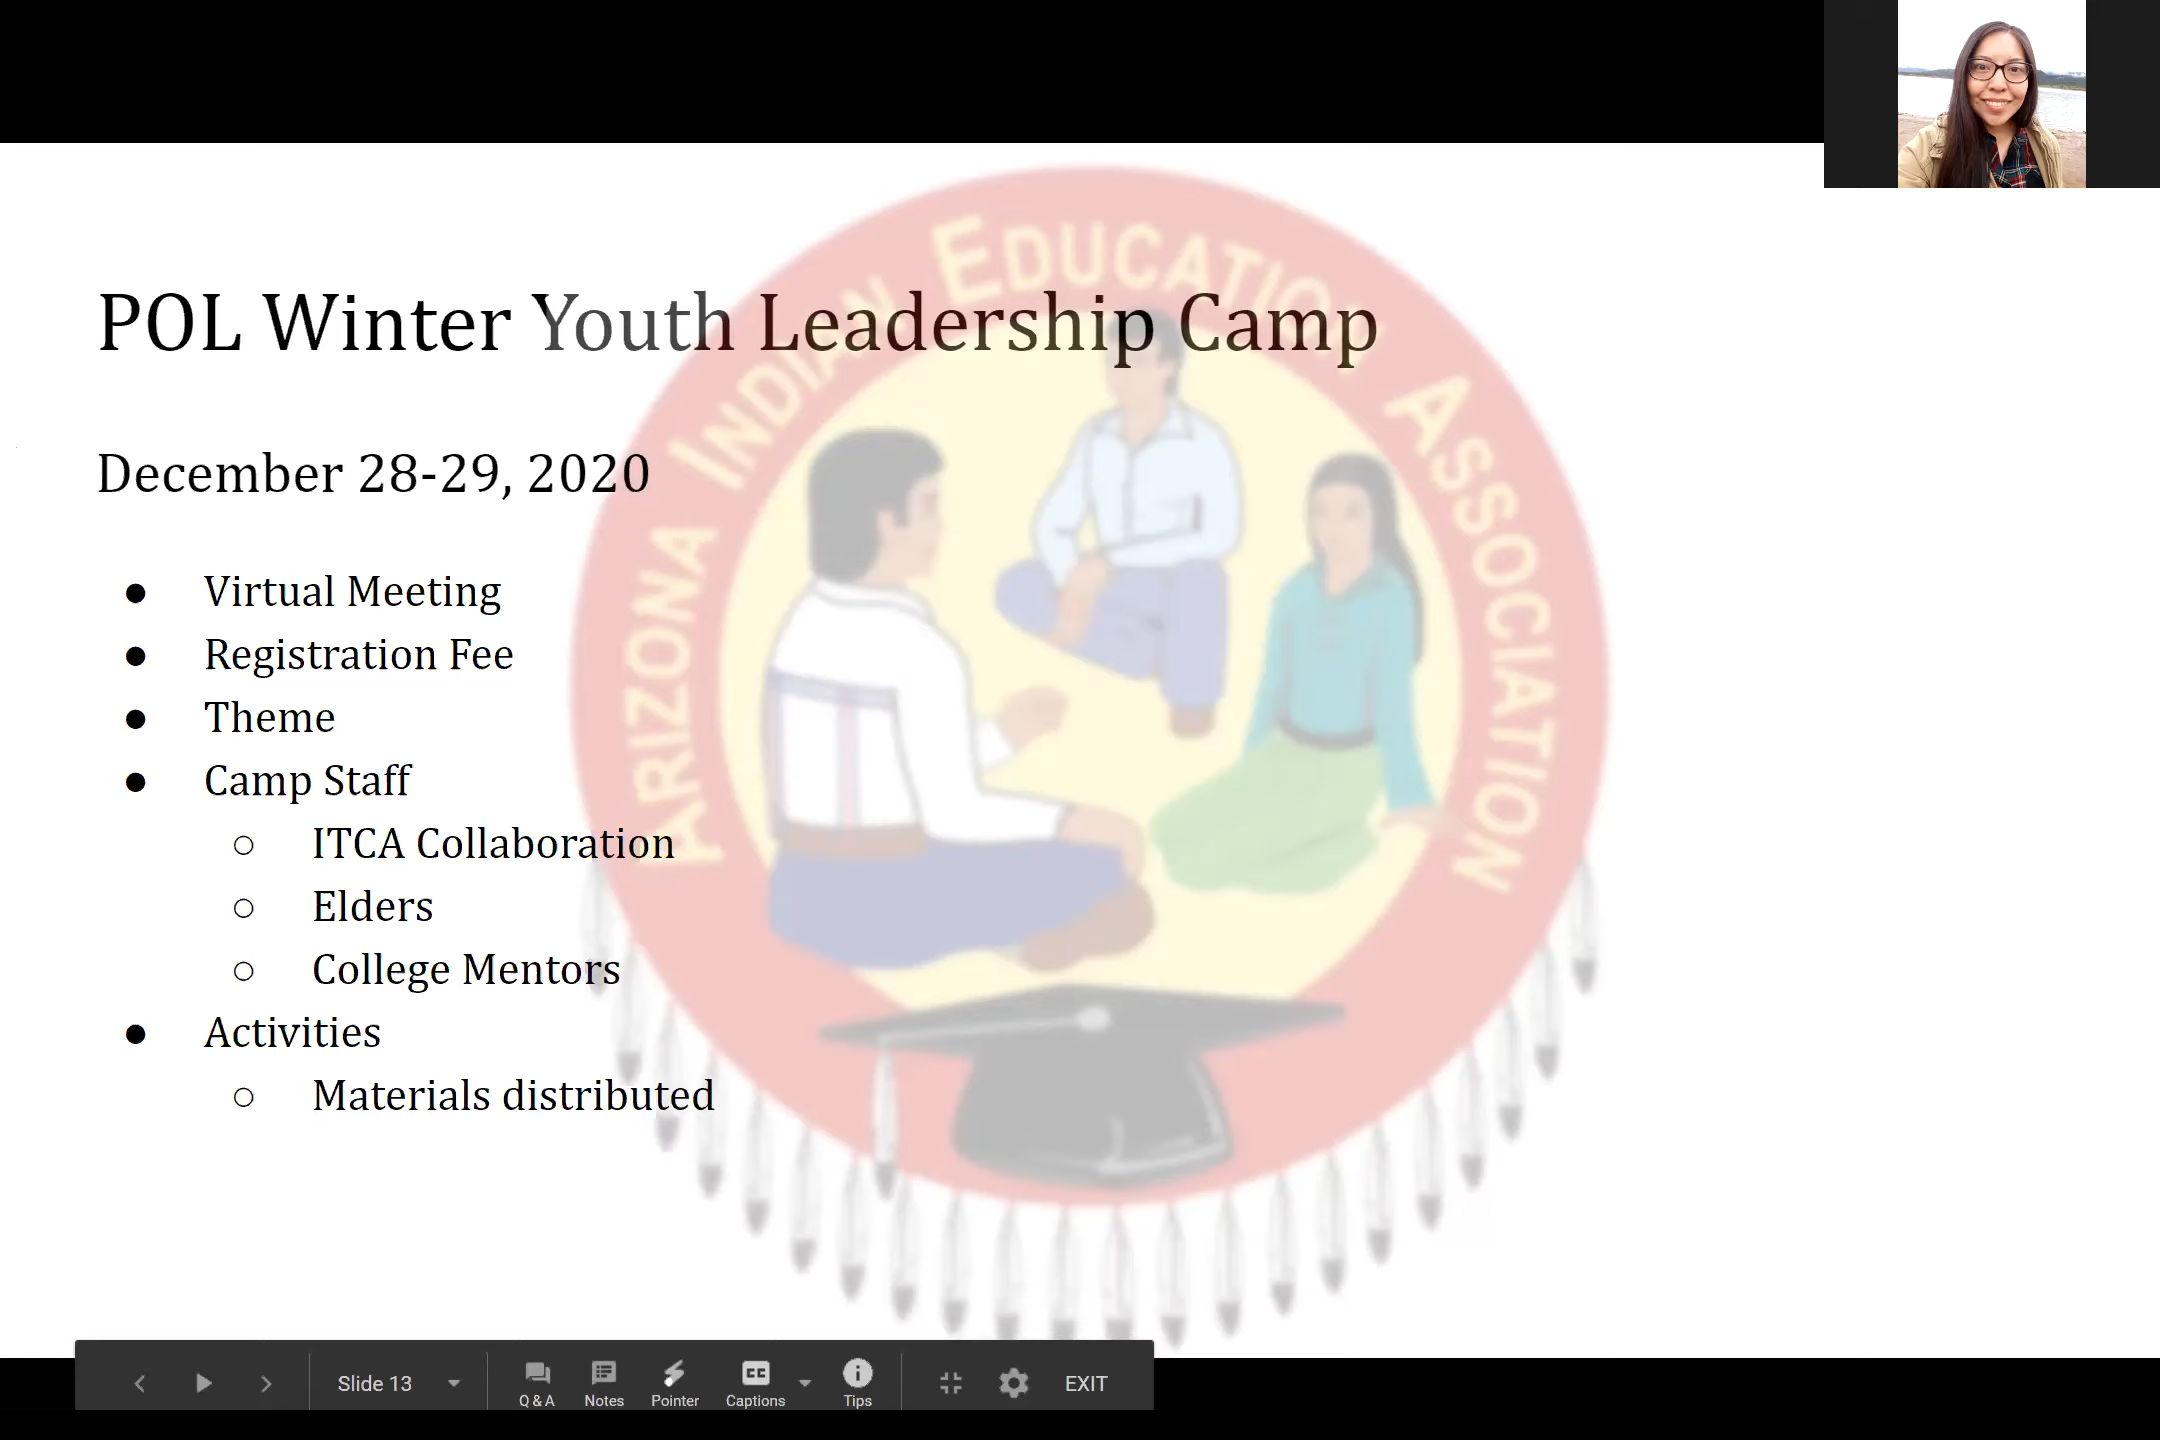 POL Winter Youth Leadership Camp
December 28-29, 2020
● Virtual Meeting
● Registration Fee
● Theme
● Camp Staff
○ ITCA Collaboration
○ Elders
○ College Mentors
● Activities
○ Materials distributed
ARIZONA INDIAN EDUCATION ASSOCIATION
Slide 13
Q & A
Notes
Pointer
CC
Captions
Tips
EXIT